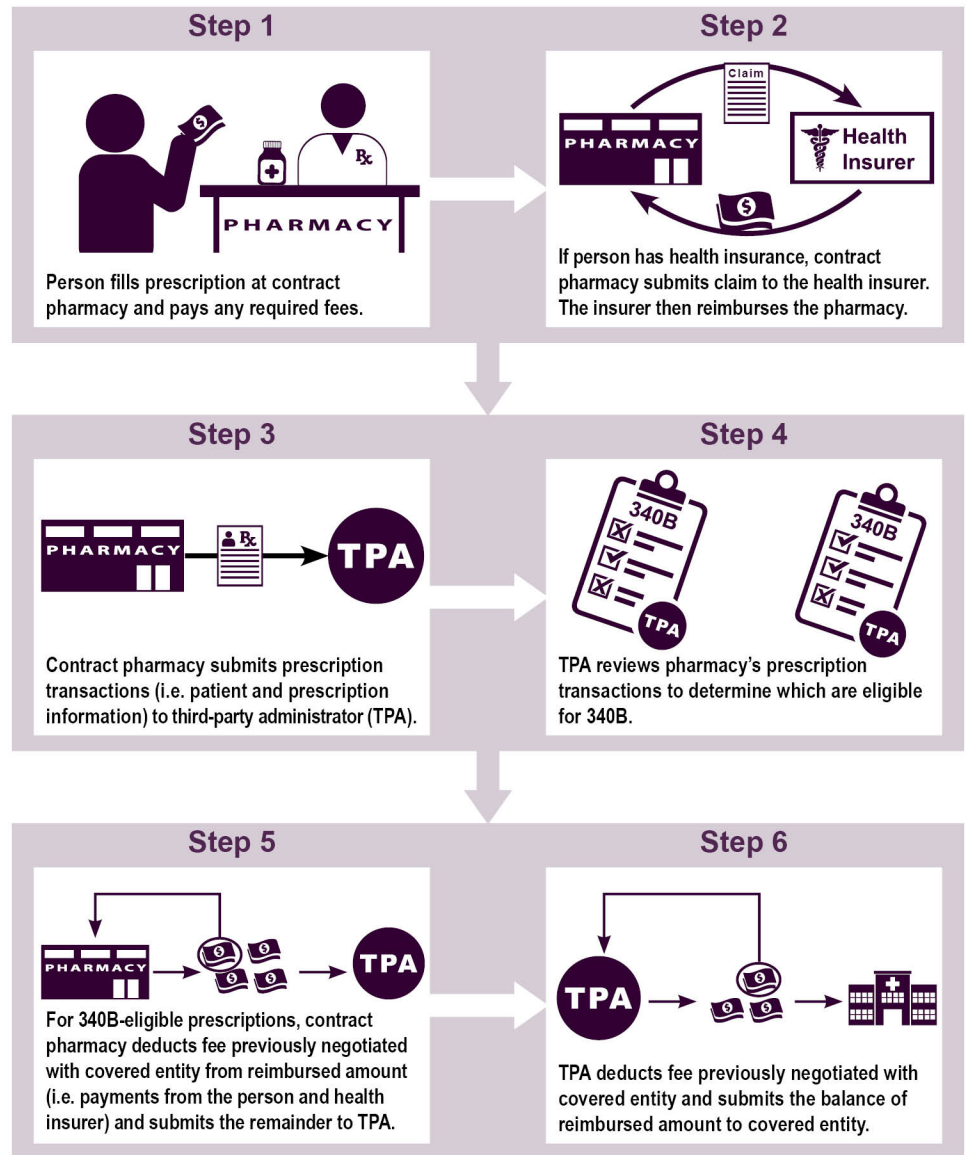 Step 1
PHARMACY
Rx
Person fills prescription at contract
pharmacy and pays any required fees.
Step 2
Claim
PHARMACY
Health
Insurer
If person has health insurance, contract
pharmacy submits claim to the health insurer.
The insurer then reimburses the pharmacy.
Step 3
PHARMACY
Rx
TPA
Contract pharmacy submits prescription
transactions (i.e. patient and prescription
information) to third-party administrator (TPA).
Step 4
340B
TPA
340B
TPA
TPA reviews pharmacy’s prescription
transactions to determine which are eligible
for 340B.
Step 5
PHARMACY
TPA
For 340B-eligible prescriptions, contract
pharmacy deducts fee previously negotiated
with covered entity from reimbursed amount
(i.e. payments from the person and health
insurer) and submits the remainder to TPA.
Step 6
TPA
TPA deducts fee previously negotiated with
covered entity and submits the balance of
reimbursed amount to covered entity.